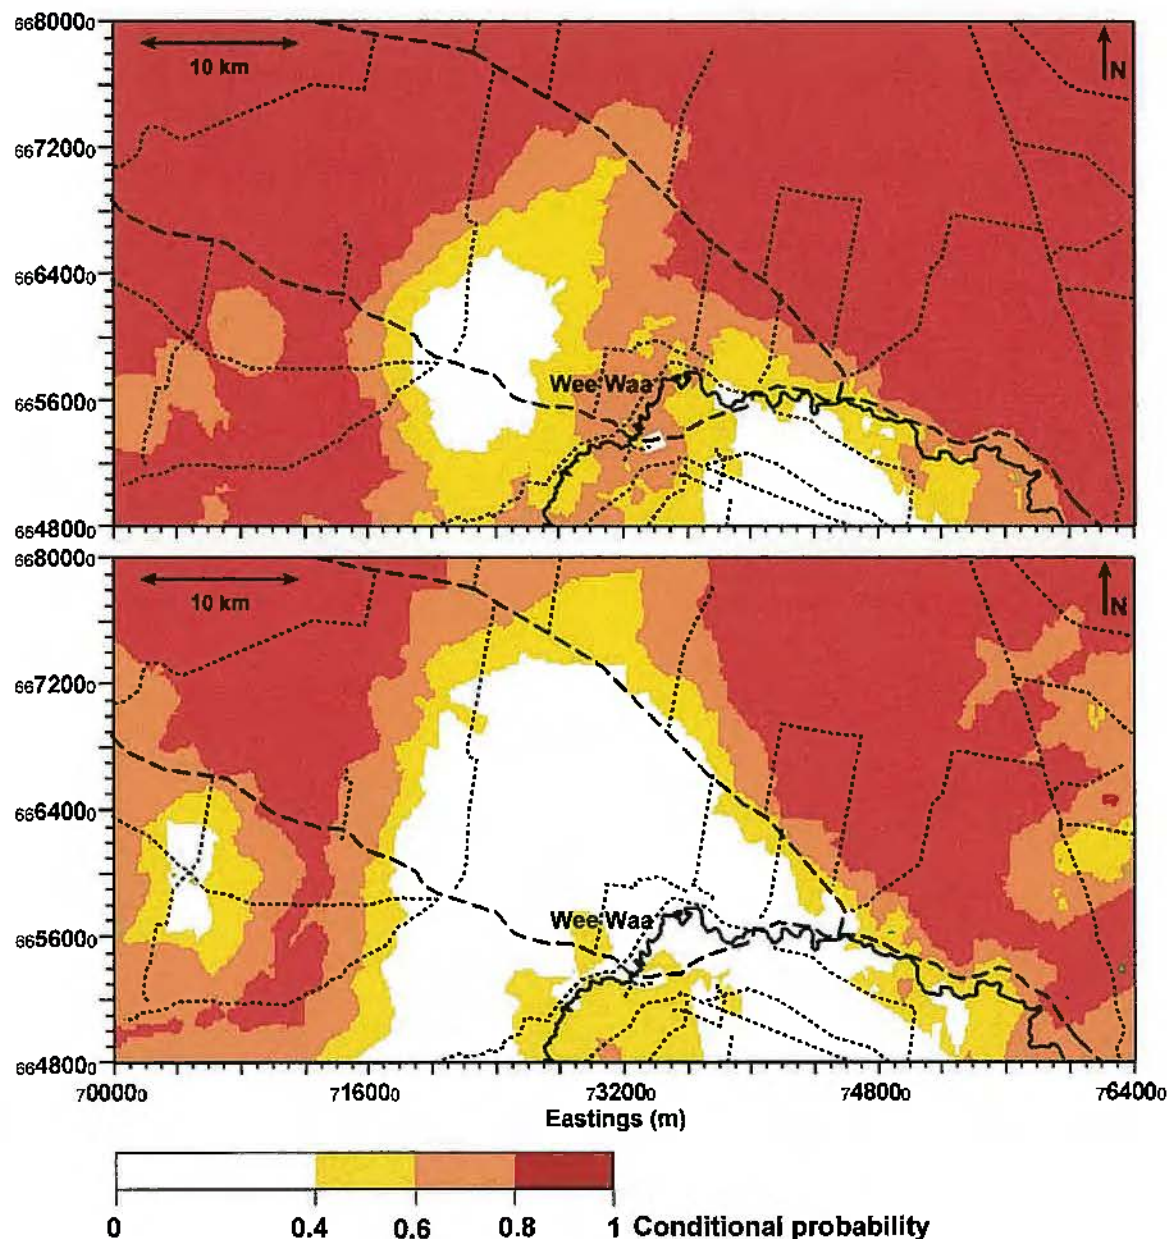 668000₀
10 km
N
667200₀
666400₀
Wee Waa
665600₀
664800₀
668000₀
10 km
N
667200₀
666400₀
Wee Waa
665600₀
664800₀
70000₀ 71600₀ 73200₀ 74800₀ 76400₀
Eastings (m)
0 0.4 0.6 0.8 1 Conditional probability